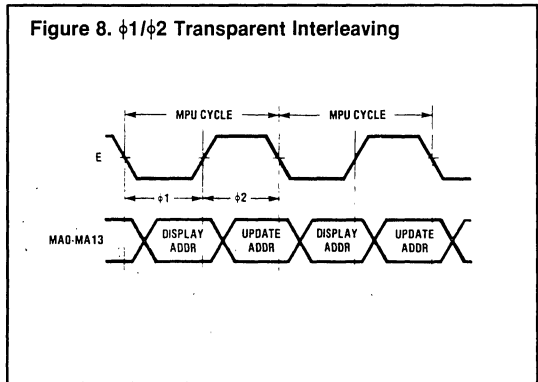 Figure 8. ϕ1/ϕ2 Transparent Interleaving
MPU CYCLE MPU CYCLE
E
ϕ1 ϕ2
MA0-MA13 DISPLAY ADDR UPDATE ADDR DISPLAY ADDR UPDATE ADDR